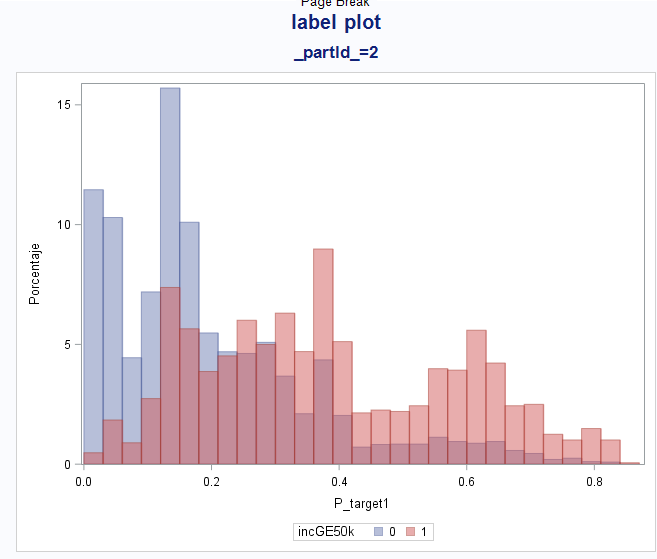 Page Break
label plot
_partId_=2
15
10
5
0
Porcentaje
0.0 0.2 0.4 0.6 0.8
P_target1
incGE50k 0 1